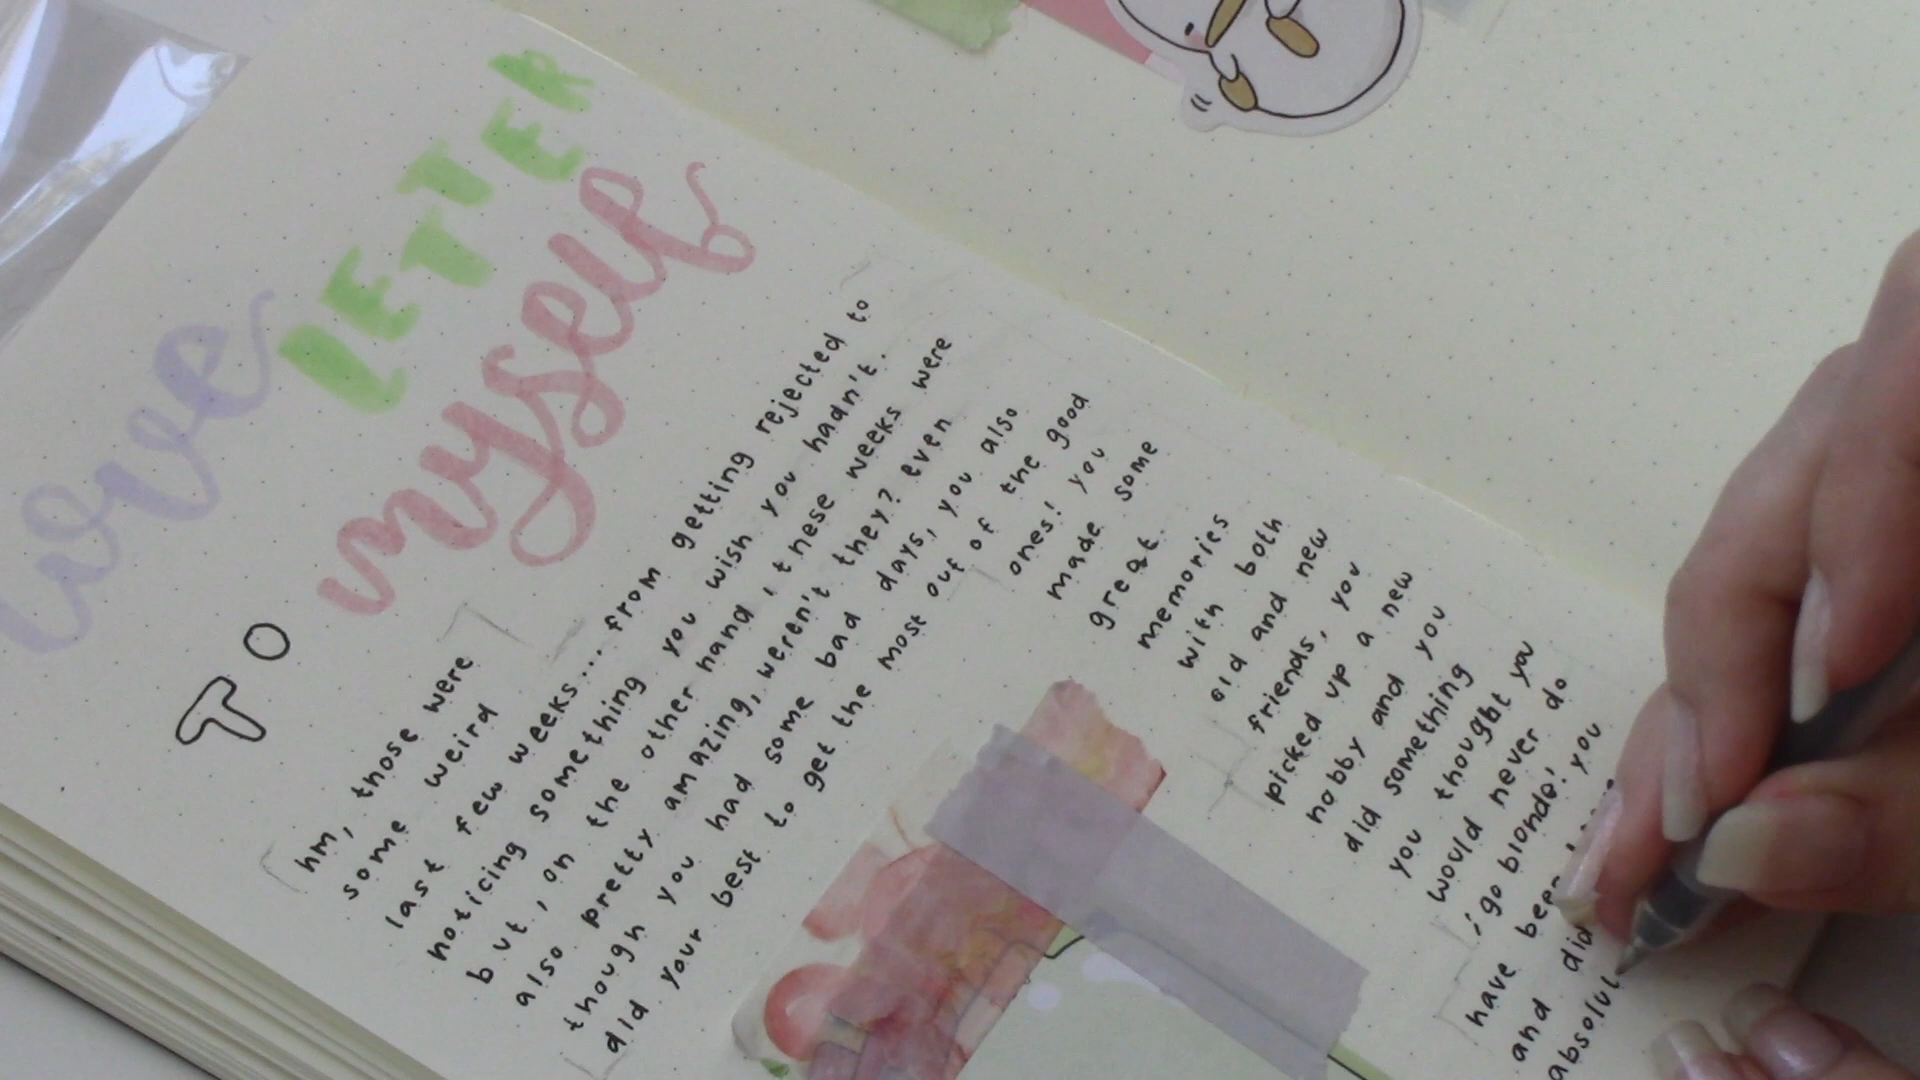 love
LETTER
TO
myself
hm, those were
some weird
last few weeks... from getting rejected to
noticing something you wish you hadn't.
but, on the other hand, these weeks were
also pretty amazing, weren't they? even
though you had some bad days, you also
did your best to get the most out of the good
ones! you
made some
great
memories
with both
old and new
friends, you
picked up a new
hobby and you
did something
you thought you
would never do
; go blondo! you
have been
and did
absolut